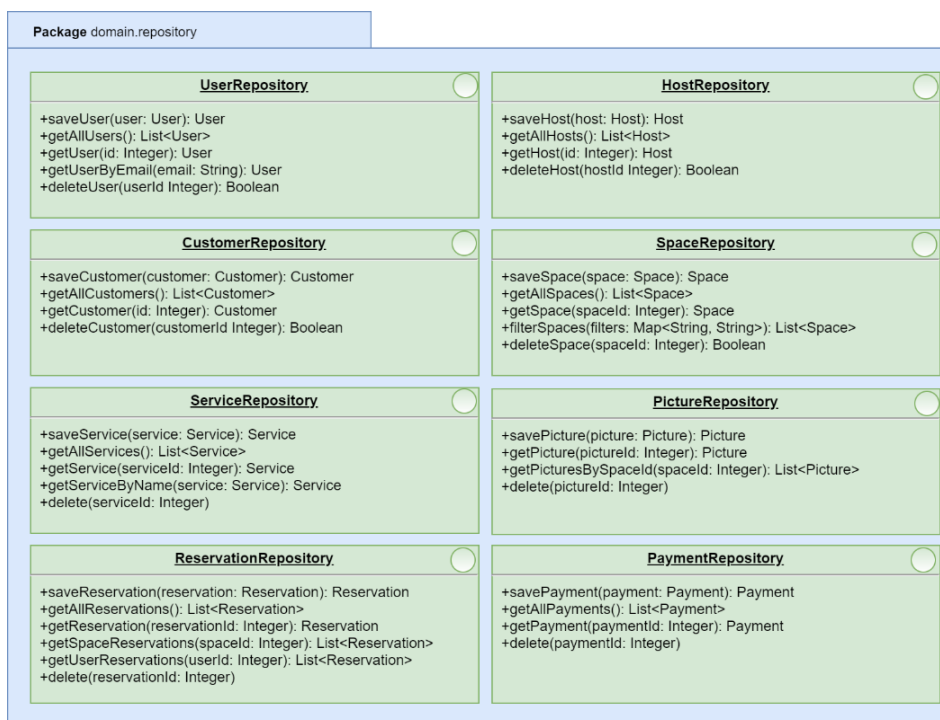 Package domain.repository
UserRepository
+saveUser(user: User): User
+getAllUsers(): List<User>
+getUser(id: Integer): User
+getUserByEmail(email: String): User
+deleteUser(userId Integer): Boolean
HostRepository
+saveHost(host: Host): Host
+getAllHosts(): List<Host>
+getHost(id: Integer): Host
+deleteHost(hostId Integer): Boolean
CustomerRepository
+saveCustomer(customer: Customer): Customer
+getAllCustomers(): List<Customer>
+getCustomer(id: Integer): Customer
+deleteCustomer(customerId Integer): Boolean
SpaceRepository
+saveSpace(space: Space): Space
+getAllSpaces(): List<Space>
+getSpace(spaceId: Integer): Space
+filterSpaces(filters: Map<String, String>): List<Space>
+deleteSpace(spaceId: Integer): Boolean
ServiceRepository
+saveService(service: Service): Service
+getAllServices(): List<Service>
+getService(serviceId: Integer): Service
+getServiceByName(service: Service): Service
+delete(serviceId: Integer)
PictureRepository
+savePicture(picture: Picture): Picture
+getPicture(pictureId: Integer): Picture
+getPicturesBySpaceId(spaceId: Integer): List<Picture>
+delete(pictureId: Integer)
ReservationRepository
+saveReservation(reservation: Reservation): Reservation
+getAllReservations(): List<Reservation>
+getReservation(reservationId: Integer): Reservation
+getSpaceReservations(spaceId: Integer): List<Reservation>
+getUserReservations(userId: Integer): List<Reservation>
+delete(reservationId: Integer)
PaymentRepository
+savePayment(payment: Payment): Payment
+getAllPayments(): List<Payment>
+getPayment(paymentId: Integer): Payment
+delete(paymentId: Integer)